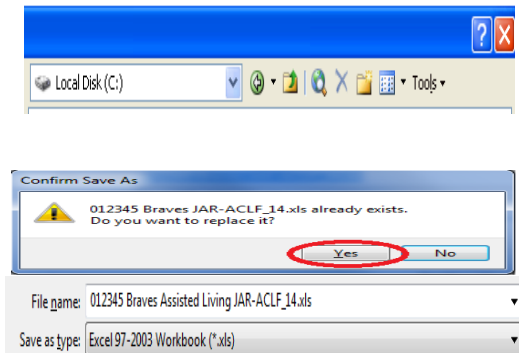 ? X
Local Disk (C:) Tools
Confirm Save As
012345 Braves JAR-ACLF_14.xls already exists.
Do you want to replace it?
Yes No
File name: 012345 Braves Assisted Living JAR-ACLF_14.xls
Save as type: Excel 97-2003 Workbook (*.xls)